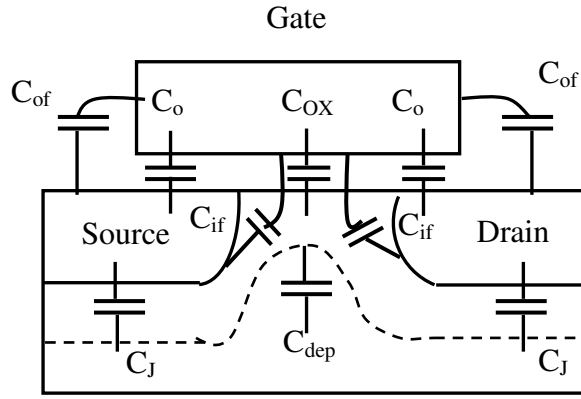 Gate
C_of C_o C_OX C_o C_of
Source C_if C_if Drain
C_J C_dep C_J